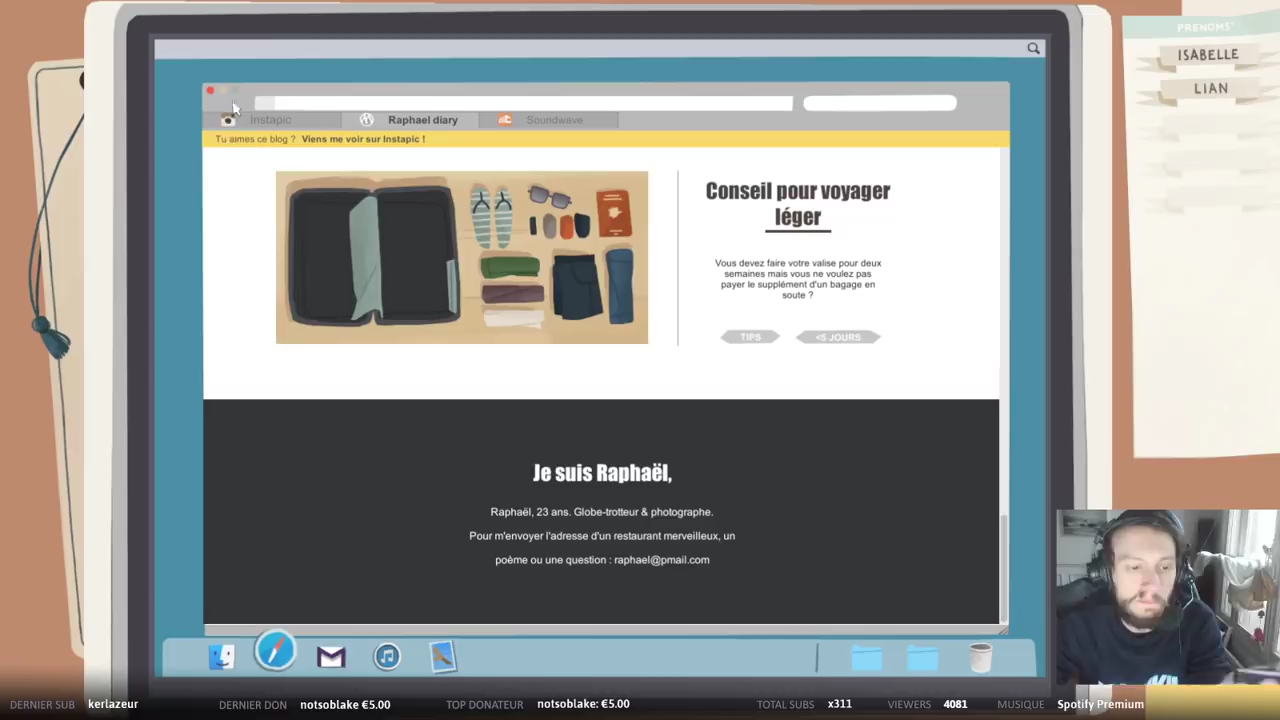 PRENOMS
ISABELLE
LIAN
Instapic
Raphael diary
Soundwave
Tu aimes ce blog ? Viens me voir sur Instapic !
Conseil pour voyager
léger
Vous devez faire votre valise pour deux
semaines mais vous ne voulez pas
payer le supplément d'un bagage en
soute ?
TIPS
<5 JOURS
Je suis Raphaël,
Raphaël, 23 ans. Globe-trotteur & photographe.
Pour m'envoyer l'adresse d'un restaurant merveilleux, un
poème ou une question : raphael@pmail.com
DERNIER SUB kerlazeur
DERNIER DON notsoblake €5.00
TOP DONATEUR notsoblake: €5.00
TOTAL SUBS x311
VIEWERS 4081
MUSIQUE Spotify Premium